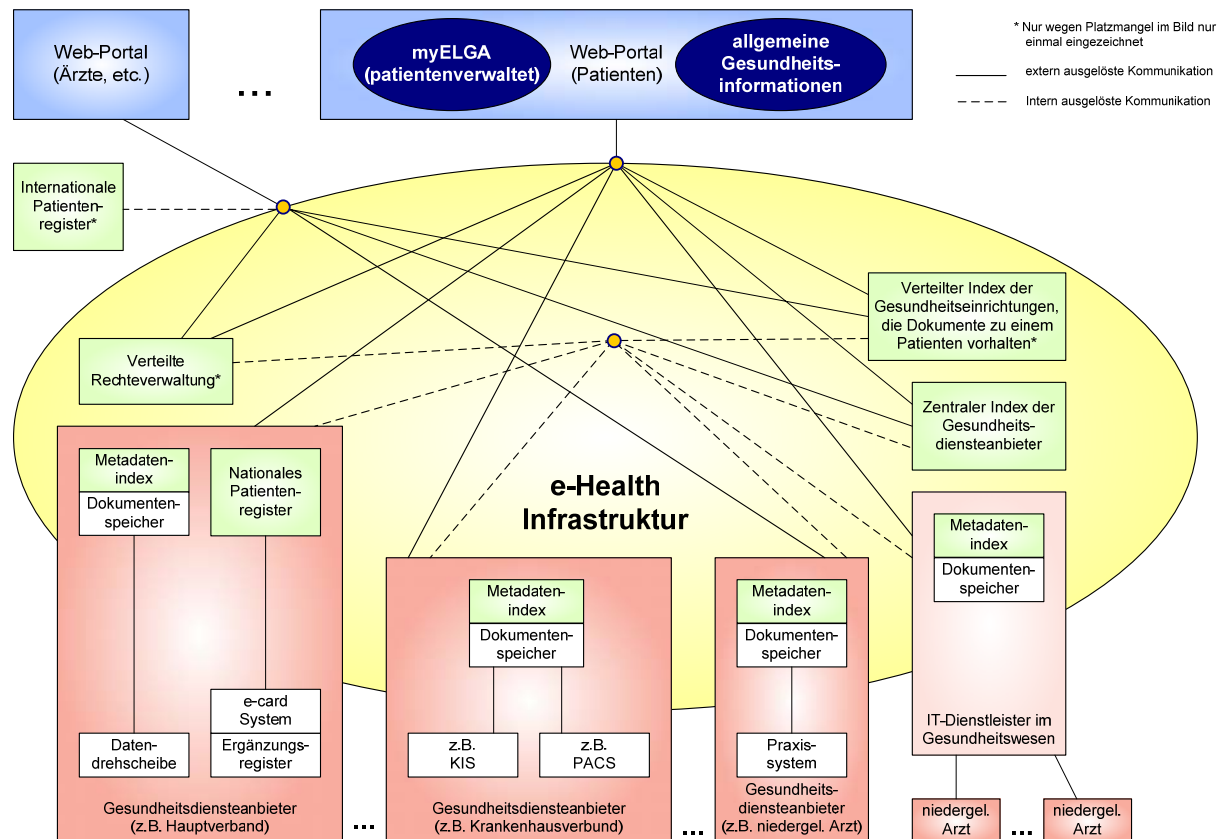 Web-Portal
(Ärzte, etc.)
...
myELGA
(patientenverwaltet)
Web-Portal
(Patienten)
allgemeine
Gesundheits-
informationen
* Nur wegen Platzmangel im Bild nur
einmal eingezeichnet
extern ausgelöste Kommunikation
Intern ausgelöste Kommunikation
Internationale
Patienten-
register*
Verteilte
Rechteverwaltung*
Verteilter Index der
Gesundheitseinrichtungen,
die Dokumente zu einem
Patienten vorhalten*
Zentraler Index der
Gesundheits-
diensteanbieter
e-Health
Infrastruktur
Metadaten-
index
Dokumenten-
speicher
Nationales
Patienten-
register
e-card
System
Ergänzungs-
register
Daten-
drehscheibe
Gesundheitsdiensteanbieter
(z.B. Hauptverband)
...
Metadaten-
index
Dokumenten-
speicher
z.B.
KIS
z.B.
PACS
Gesundheitsdiensteanbieter
(z.B. Krankenhausverbund)
...
Metadaten-
index
Dokumenten-
speicher
Praxis-
system
Gesundheits-
diensteanbieter
(z.B. niedergel. Arzt)
Metadaten-
index
Dokumenten-
speicher
IT-Dienstleister im
Gesundheitswesen
niedergel.
Arzt
...
niedergel.
Arzt